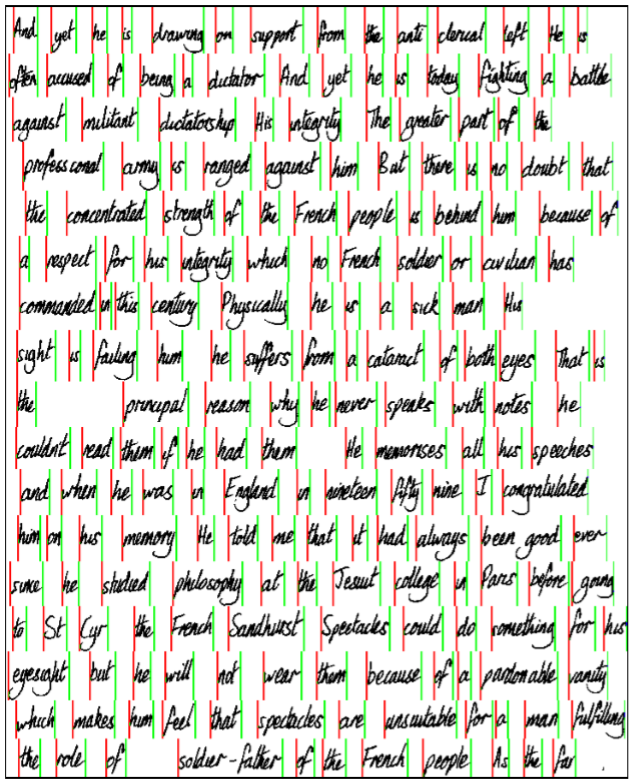 And yet he is drawing on support from the anti clerical left He is
often accused of being a dictator And yet he is today fighting a battle
against militant dictatorship His integrity The greater part of the
professional army is ranged against him But there is no doubt that
the concentrated strength of the French people is behind him because of
a respect for his integrity which no French soldier or civilian has
commanded in this century Physically he is a sick man His
sight is failing him he suffers from a cataract of both eyes That is
the principal reason why he never speaks with notes he
couldn't read them if he had them He memorises all his speeches
and when he was in England in nineteen fifty nine I congratulated
him on his memory He told me that it had always been good ever
since he studied philosophy at the Jesuit college in Paris before going
to St Cyr the French Sandhurst Spectacles could do something for his
eyesight but he will not wear them because of a pardonable vanity
which makes him feel that spectacles are unsuitable for a man fulfilling
the role of soldier-father of the French people As the far